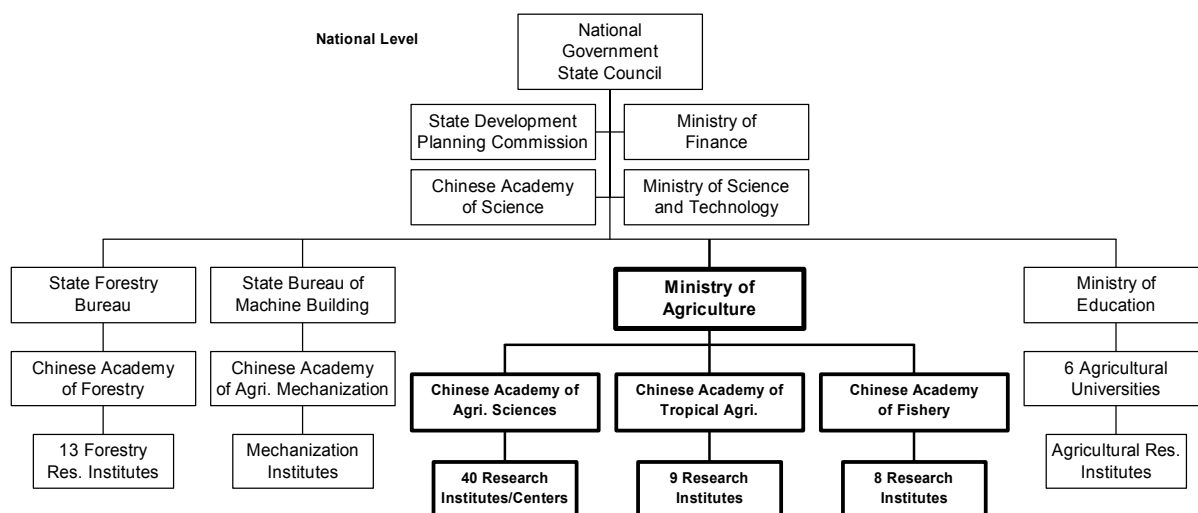 National Level
National
Government
State Council
State Development
Planning Commission
Ministry of
Finance
Chinese Academy
of Science
Ministry of Science
and Technology
State Forestry
Bureau
State Bureau of
Machine Building
Ministry of
Agriculture
Ministry of
Education
Chinese Academy
of Forestry
Chinese Academy
of Agri. Mechanization
Chinese Academy of
Agri. Sciences
Chinese Academy of
Tropical Agri.
Chinese Academy
of Fishery
6 Agricultural
Universities
13 Forestry
Res. Institutes
Mechanization
Institutes
40 Research
Institutes/Centers
9 Research
Institutes
8 Research
Institutes
Agricultural Res.
Institutes